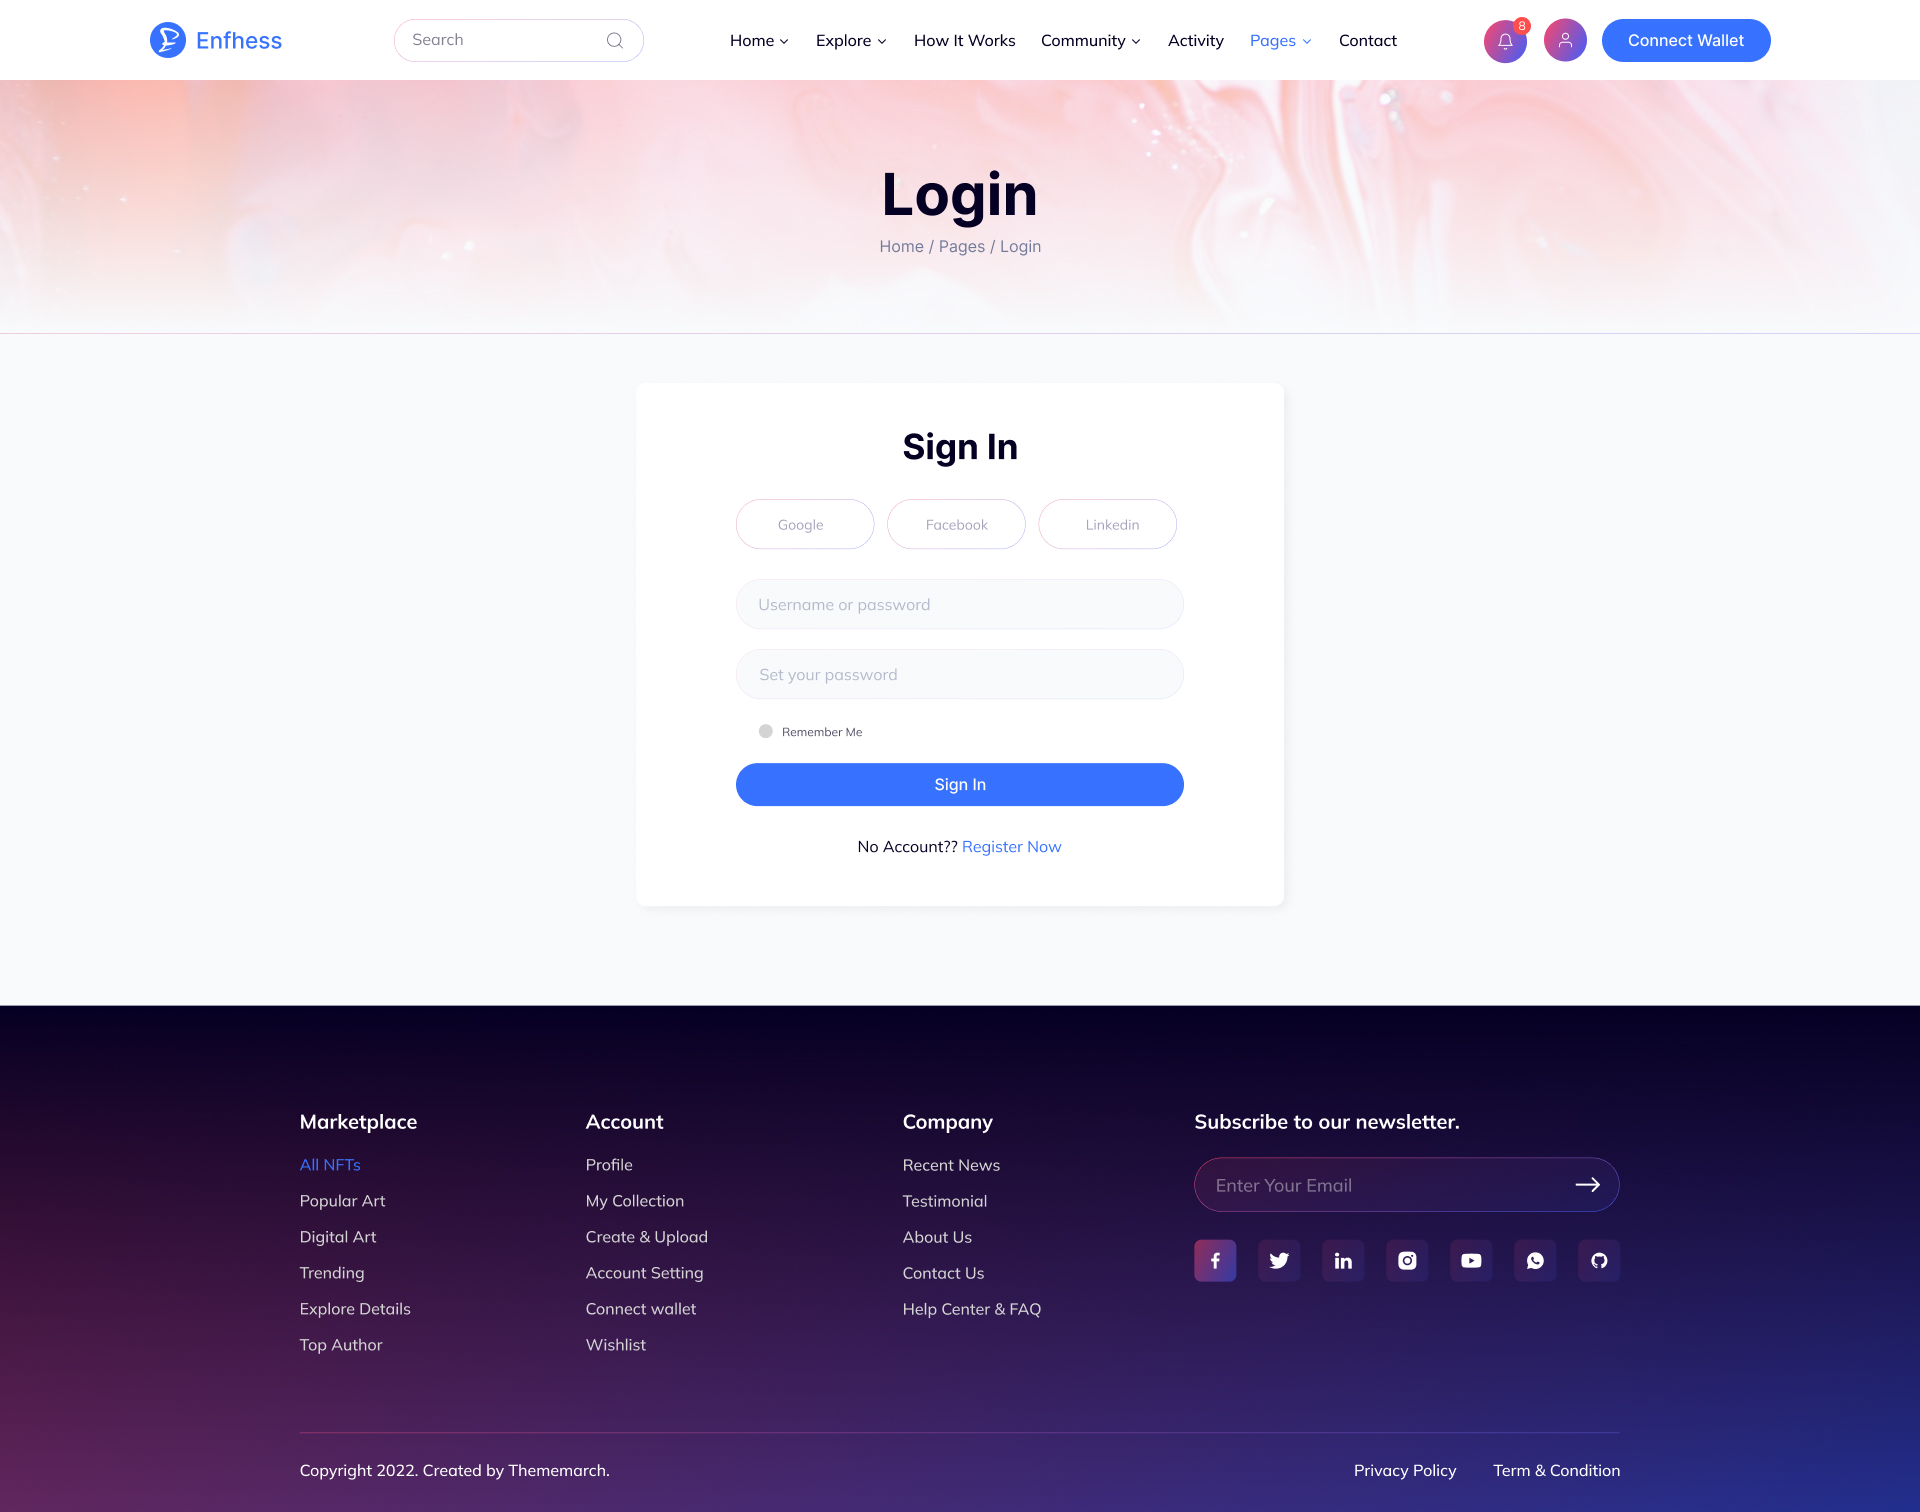 Enfhess
Search
Home
Explore
How It Works
Community
Activity
Pages
Contact
8
Connect Wallet
Login
Home / Pages / Login
Sign In
Google
Facebook
Linkedin
Username or password
Set your password
Remember Me
Sign In
No Account?? Register Now
Marketplace
All NFTs
Popular Art
Digital Art
Trending
Explore Details
Top Author
Account
Profile
My Collection
Create & Upload
Account Setting
Connect wallet
Wishlist
Company
Recent News
Testimonial
About Us
Contact Us
Help Center & FAQ
Subscribe to our newsletter.
Enter Your Email
Copyright 2022. Created by Thememarch.
Privacy Policy
Term & Condition